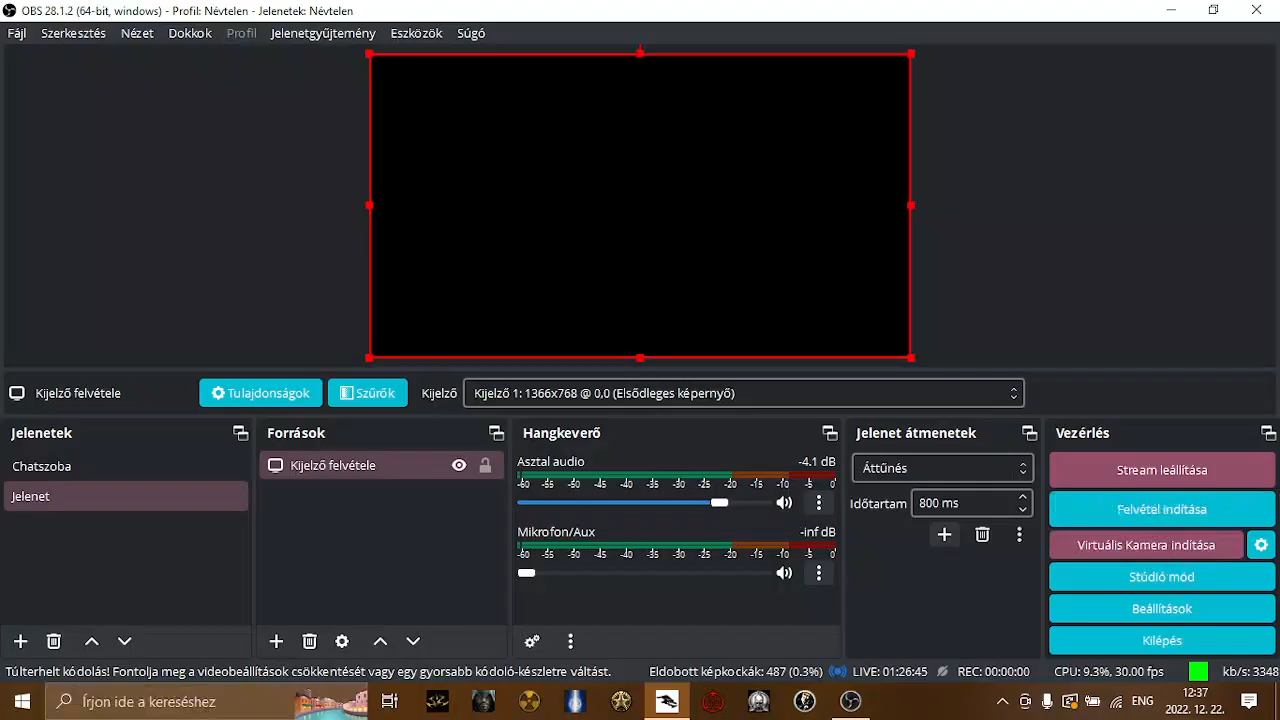 OBS 28.1.2 (64-bit, windows) - Profil: Névtelen - Jelenetek: Névtelen
Fájl Szerkesztés Nézet Dokkok Profil Jelenetgyűjtemény Eszközök Súgó
Kijelző felvétele Tulajdonságok Szűrők Kijelző Kijelző 1: 1366x768 @ 0,0 (Elsődleges képernyő)
Jelenetek
Chatszoba
Jelenet
Források
Kijelző felvétele
Hangkeverő
Asztal audio -4.1 dB
-60 -55 -50 -45 -40 -35 -30 -25 -20 -15 -10 -5 0
Mikrofon/Aux -inf dB
-60 -55 -50 -45 -40 -35 -30 -25 -20 -15 -10 -5 0
Jelenet átmenetek
Áttűnés
Időtartam 800 ms
Vezérlés
Stream leállítása
Felvétel indítása
Virtuális Kamera indítása
Stúdió mód
Beállítások
Kilépés
Túlterhelt kódolás! Fontolja meg a videobeállítások csökkentését vagy egy gyorsabb kódoló-készletre váltást. Eldobott képkockák: 487 (0.3%) LIVE: 01:26:45 REC: 00:00:00 CPU: 9.3%, 30.00 fps kb/s: 3348
Írjon ide a kereséshez
ENG
12:37
2022. 12. 22.